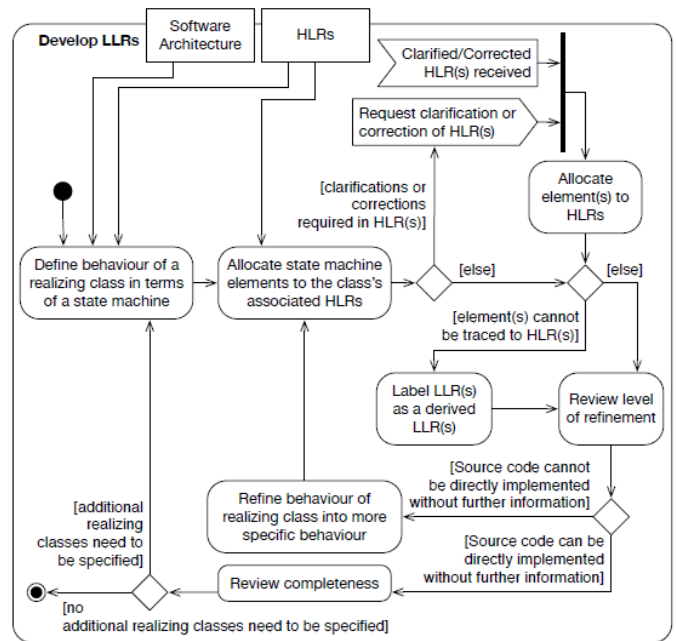 Develop LLRs
Software
Architecture
HLRs
Clarified/Corrected
HLR(s) received
Request clarification or
correction of HLR(s)
[clarifications or
corrections
required in HLR(s)]
Allocate
element(s) to
HLRs
Define behaviour of a
realizing class in terms
of a state machine
Allocate state machine
elements to the class's
associated HLRs
[else]
[else]
[element(s) cannot
be traced to HLR(s)]
Label LLR(s)
as a derived
LLR(s)
Review level
of refinement
[Source code cannot
be directly implemented
without further information]
Refine behaviour of
realizing class into more
specific behaviour
[additional
realizing
classes need to
be specified]
[Source code can be
directly implemented
without further information]
Review completeness
[no
additional realizing classes need to be specified]